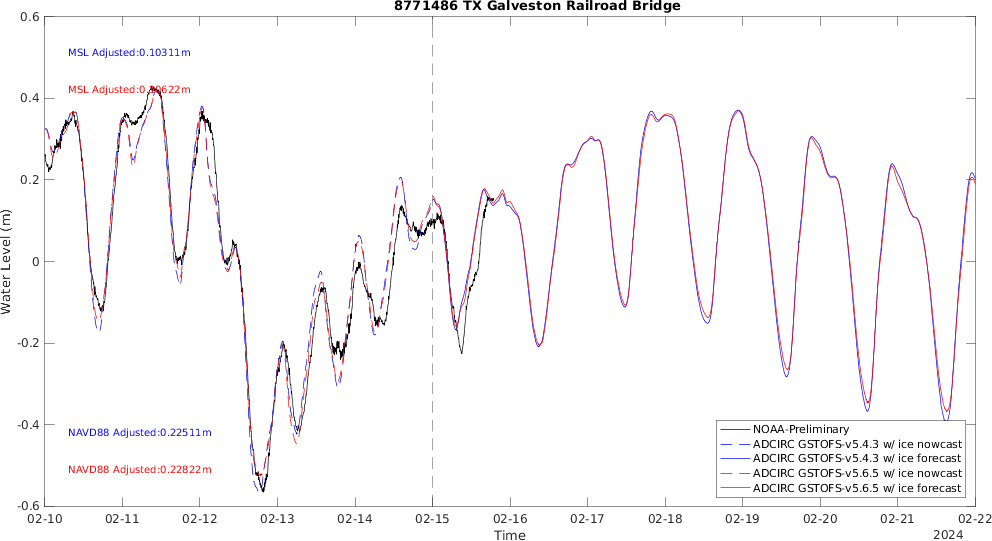 8771486 TX Galveston Railroad Bridge
0.6
0.4
0.2
0
-0.2
-0.4
-0.6
Water Level (m)
MSL Adjusted:0.10311m
MSL Adjusted:0.10622m
NAVD88 Adjusted:0.22511m
NAVD88 Adjusted:0.22822m
NOAA-Preliminary
ADCIRC GSTOFS-v5.4.3 w/ ice nowcast
ADCIRC GSTOFS-v5.4.3 w/ ice forecast
ADCIRC GSTOFS-v5.6.5 w/ ice nowcast
ADCIRC GSTOFS-v5.6.5 w/ ice forecast
02-10 02-11 02-12 02-13 02-14 02-15 02-16 02-17 02-18 02-19 02-20 02-21 02-22
Time
2024